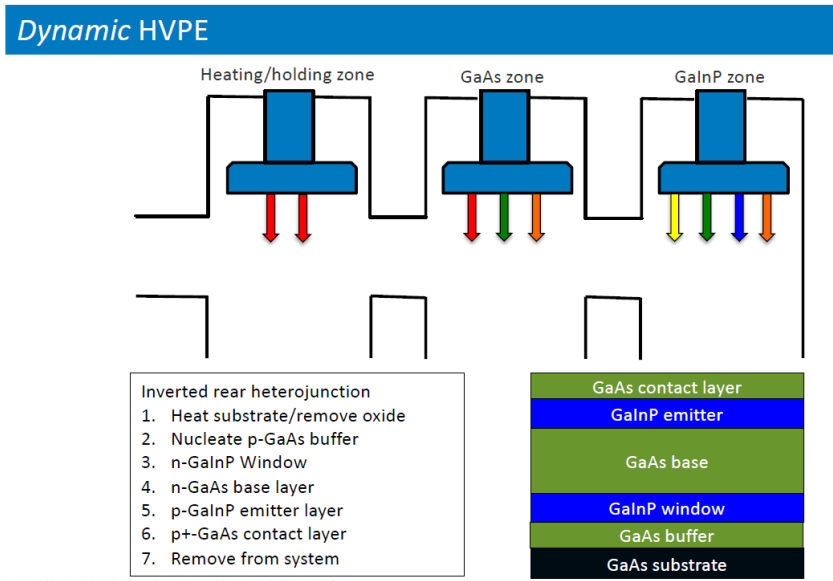 Dynamic HVPE
Heating/holding zone
GaAs zone
GaInP zone
Inverted rear heterojunction
1. Heat substrate/remove oxide
2. Nucleate p-GaAs buffer
3. n-GaInP Window
4. n-GaAs base layer
5. p-GaInP emitter layer
6. p+-GaAs contact layer
7. Remove from system
GaAs contact layer
GaInP emitter
GaAs base
GaInP window
GaAs buffer
GaAs substrate